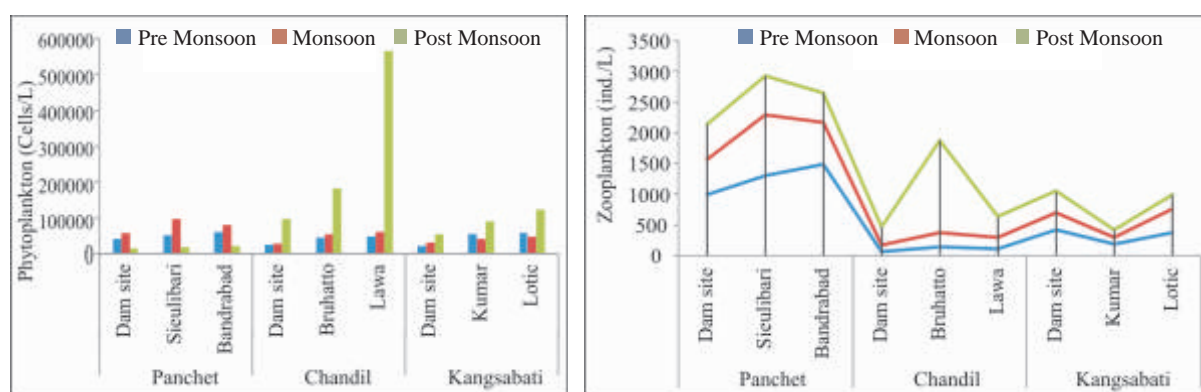 Pre Monsoon Monsoon Post Monsoon
Phytoplankton (Cells/L)
600000
500000
400000
300000
200000
100000
0
Dam site
Siculibari
Bandrabad
Dam site
Bruhatto
Lawa
Dam site
Kumar
Lotic
Panchet Chandil Kangsabati
Pre Monsoon Monsoon Post Monsoon
Zooplankton (ind./L)
3500
3000
2500
2000
1500
1000
500
0
Dam site
Siculibari
Bandrabad
Dam site
Bruhatto
Lawa
Dam site
Kumar
Lotic
Panchet Chandil Kangsabati